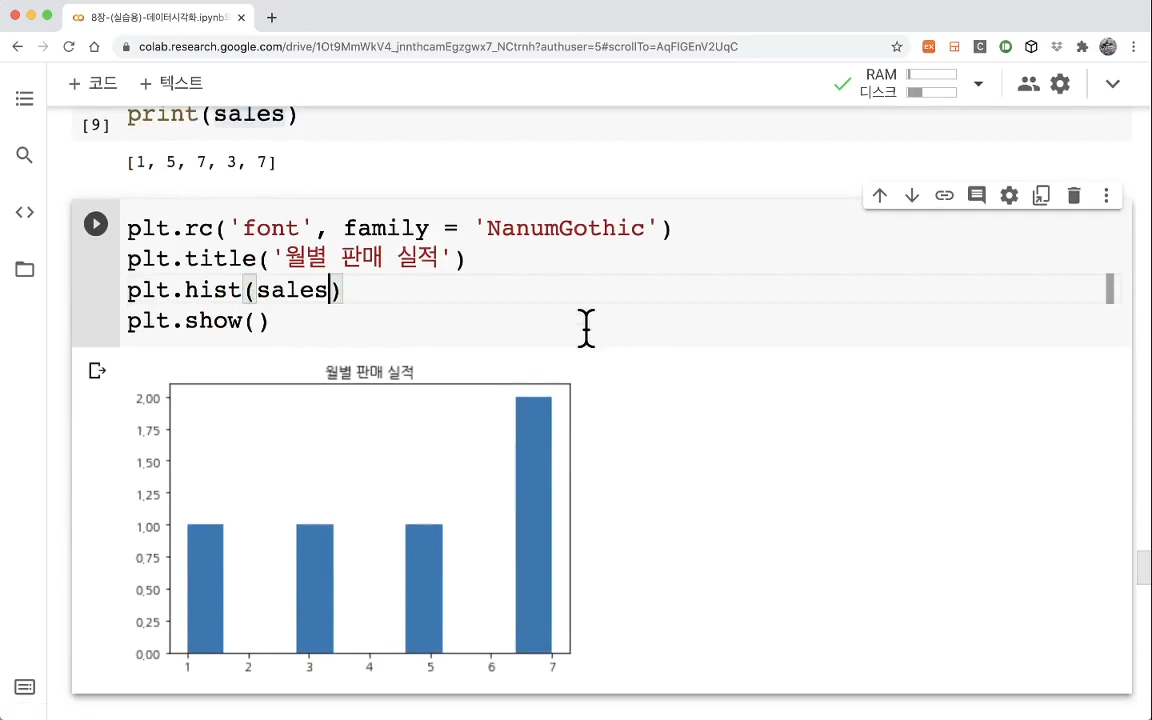 8장-(실습용)-데이터시각화.ipynb
colab.research.google.com/drive/1Ot9MmWkV4_jnnthcamEgzgwx7_NCtrnh?authuser=5#scrollTo=AqFlGEnV2UqC
+ 코드 + 텍스트
RAM
디스크
print(sales)
[9]
[1, 5, 7, 3, 7]
plt.rc('font', family = 'NanumGothic')
plt.title('월별 판매 실적')
plt.hist(sales)
plt.show()
월별 판매 실적
2,00
1,75
1,50
1,25
1,00
0,75
0,50
0,25
0,00
1 2 3 4 5 6 7